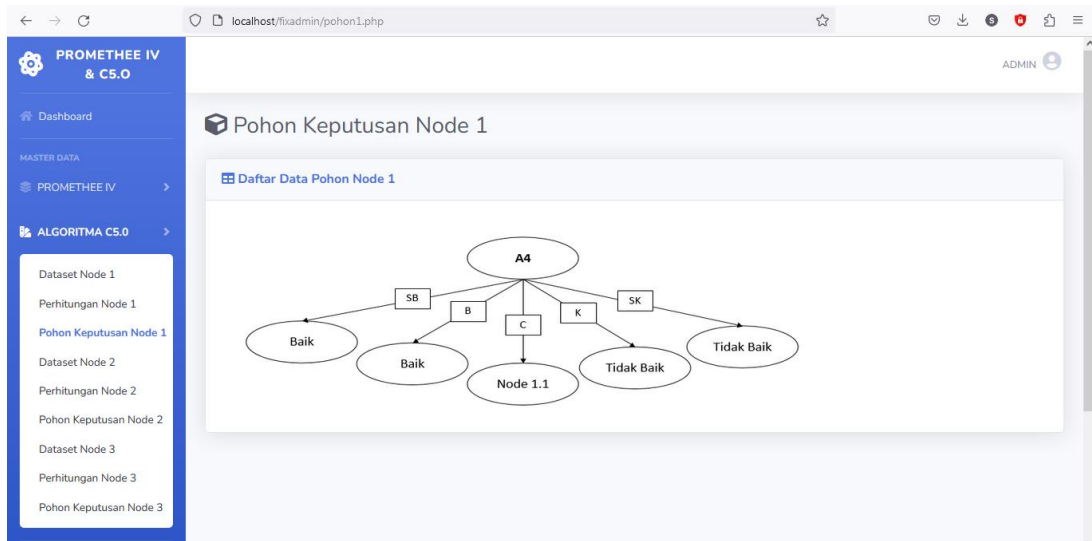 localhost/fixadmin/pohon1.php
S
PROMETHEE IV
& C5.O
ADMIN
Dashboard
MASTER DATA
PROMETHEE IV
ALGORITMA C5.0
Dataset Node 1
Perhitungan Node 1
Pohon Keputusan Node 1
Dataset Node 2
Perhitungan Node 2
Pohon Keputusan Node 2
Dataset Node 3
Perhitungan Node 3
Pohon Keputusan Node 3
Pohon Keputusan Node 1
Daftar Data Pohon Node 1
A4
SB
B
C
K
SK
Baik
Baik
Node 1.1
Tidak Baik
Tidak Baik